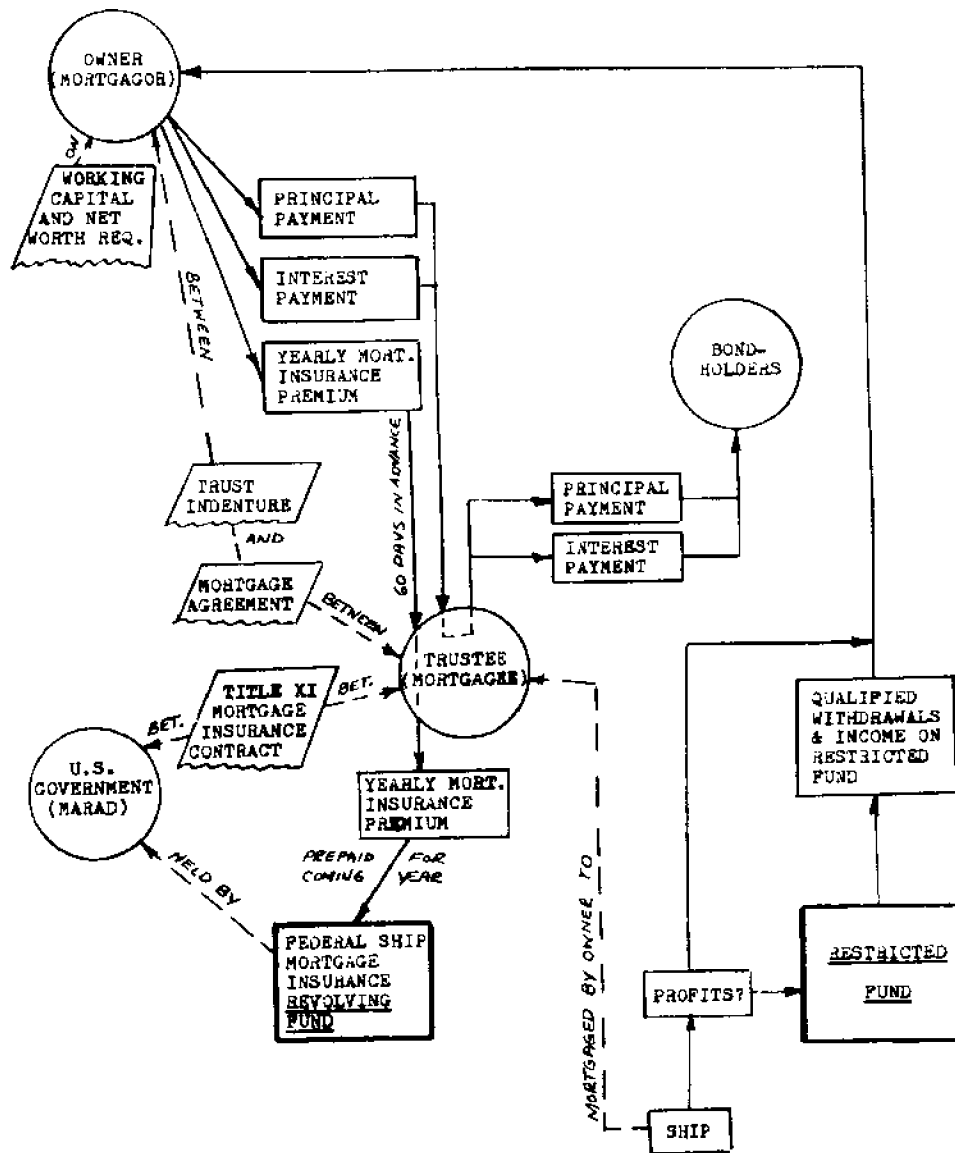 OWNER
(MORTGAGOR)
ON
WORKING
CAPITAL
AND NET
WORTH REQ.
PRINCIPAL
PAYMENT
INTEREST
PAYMENT
YEARLY MORT.
INSURANCE
PREMIUM
BETWEEN
BOND-
HOLDERS
60 DAYS IN ADVANCE
TRUST
INDENTURE
AND
MORTGAGE
AGREEMENT
BETWEEN
PRINCIPAL
PAYMENT
INTEREST
PAYMENT
TRUSTEE
(MORTGAGEE)
TITLE XI
MORTGAGE
INSURANCE
CONTRACT
BET.
BET.
U.S.
GOVERNMENT
(MARAD)
YEARLY MORT.
INSURANCE
PREMIUM
QUALIFIED
WITHDRAWALS
& INCOME ON
RESTRICTED
FUND
HELD BY
PREPAID FOR
COMING YEAR
FEDERAL SHIP
MORTGAGE
INSURANCE
REVOLVING
FUND
MORTGAGED BY OWNER TO
PROFITS?
RESTRICTED
FUND
SHIP